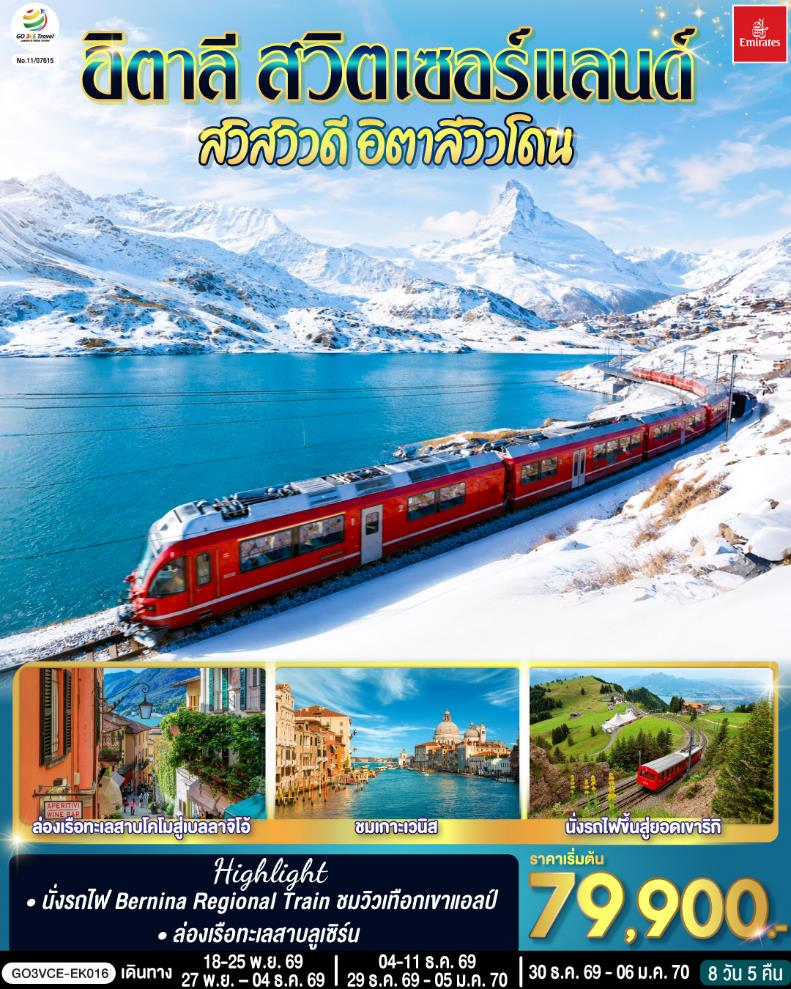 GO 365 Travel
No.11/07615
Emirates
อิตาลี สวิตเซอร์แลนด์
สวิสวิวดี อิตาลีวิวโดน
APERITIVI
WINE BAR
ล่องเรือทะเลสาบโคโมสู่เบลลาจิโอ้
ชมเกาะเวนิส
นั่งรถไฟขึ้นสู่ยอดเขาริกิ
Highlight
• นั่งรถไฟ Bernina Regional Train ชมวิวเทือกเขาแอลป์
• ล่องเรือทะเลสาบลูเซิร์น
ราคาเริ่มต้น
79,900.-
GO3VCE-EK016 เดินทาง
18-25 พ.ย. 69
27 พ.ย. – 04 ธ.ค. 69
04-11 ธ.ค. 69
29 ธ.ค. 69 - 05 ม.ค. 70
30 ธ.ค. 69 - 06 ม.ค. 70
8 วัน 5 คืน